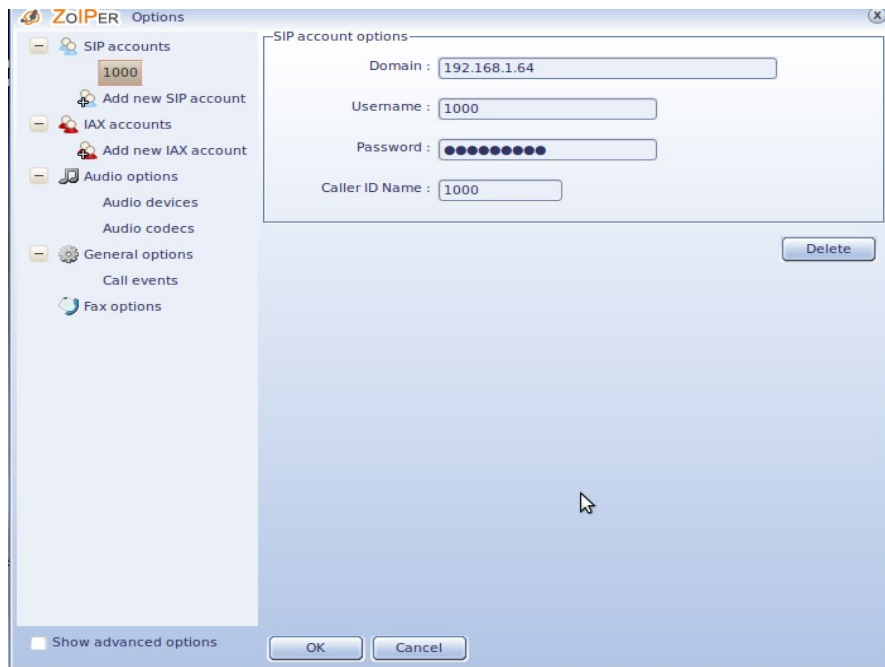 ZOIPER Options
SIP accounts
1000
Add new SIP account
IAX accounts
Add new IAX account
Audio options
Audio devices
Audio codecs
General options
Call events
Fax options
Show advanced options
SIP account options
Domain : 192.168.1.64
Username : 1000
Password : ●●●●●●●●●
Caller ID Name : 1000
Delete
OK Cancel